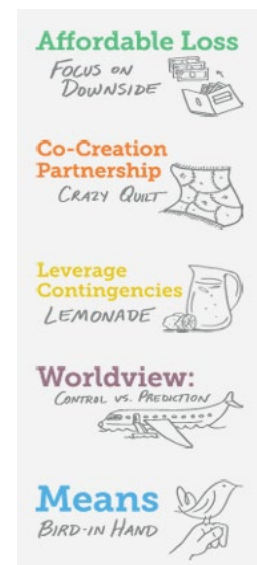 Affordable Loss
Focus on
Downside
Co-Creation
Partnership
Crazy Quilt
Leverage
Contingencies
Lemonade
Worldview:
Control vs. Prediction
Means
Bird-in Hand